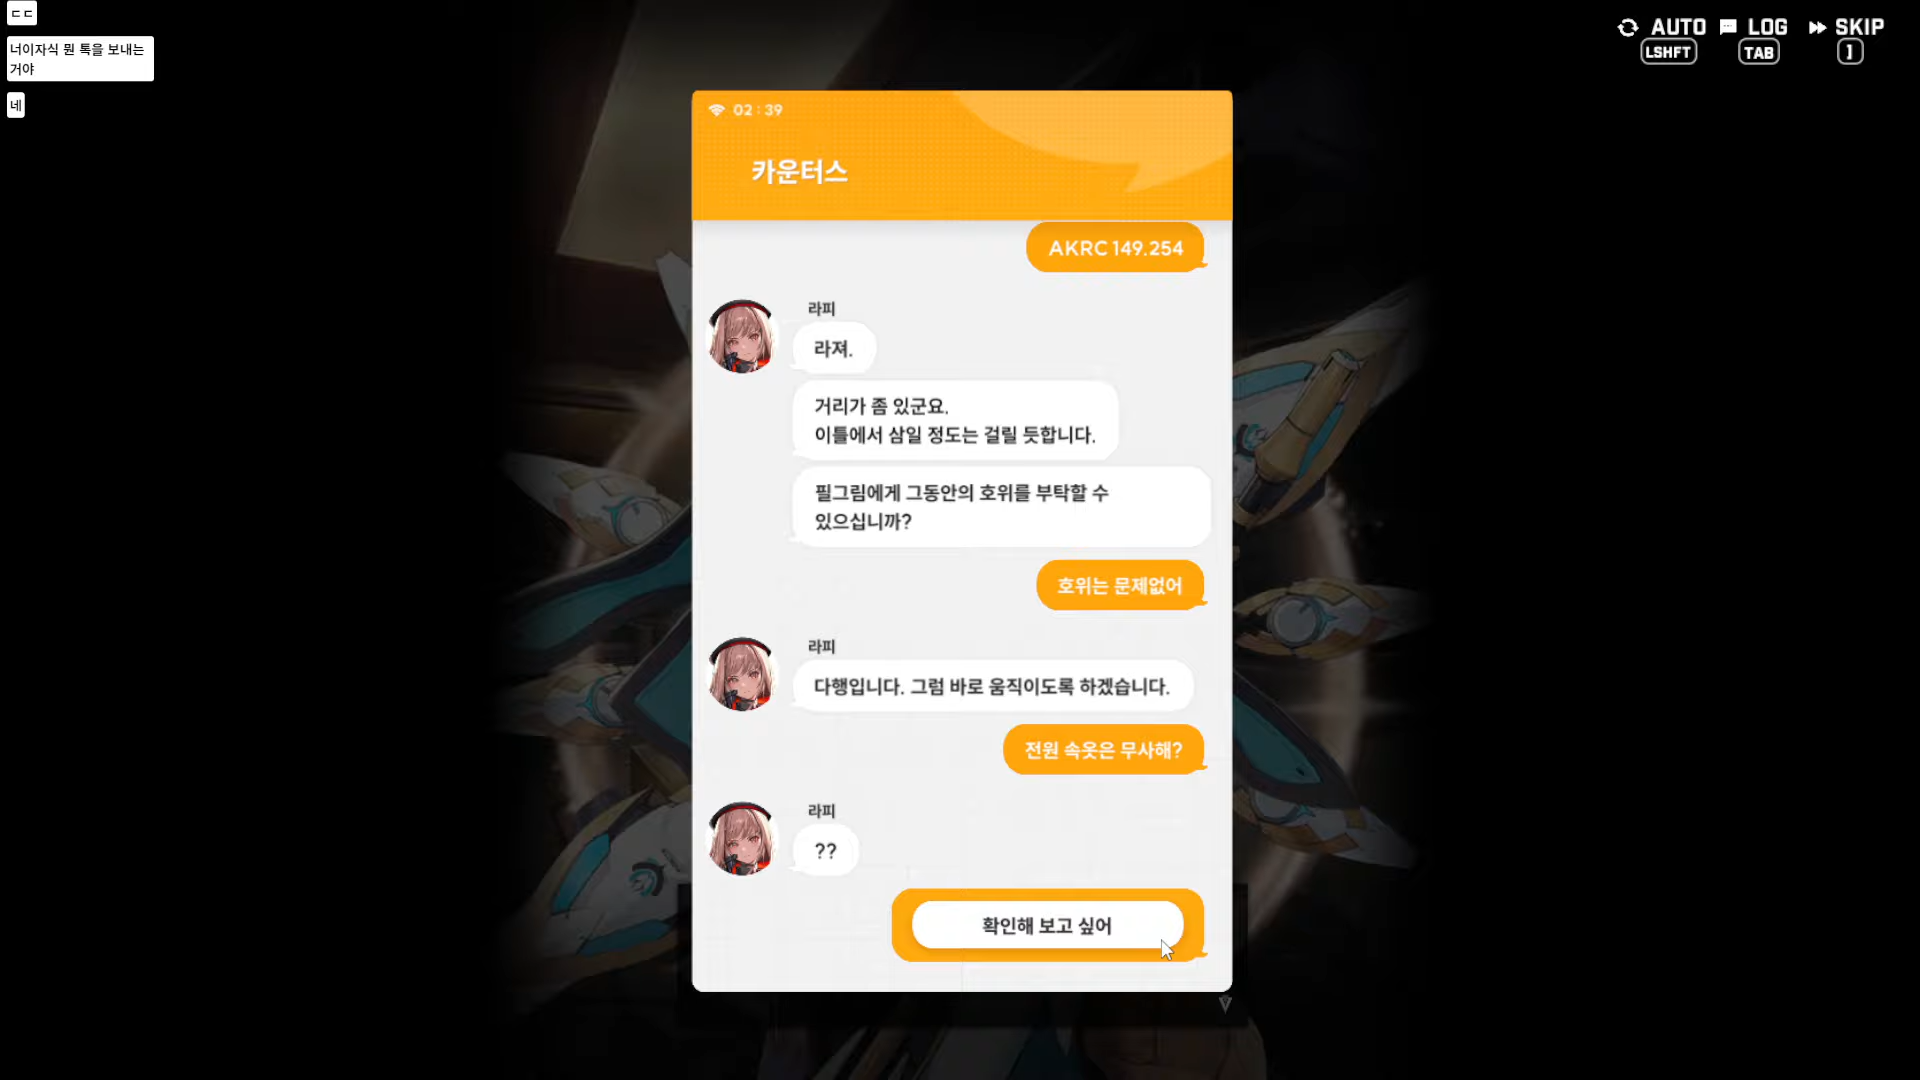 ㄷㄷ
너이자식 뭔 톡을 보내는
거야
네
AUTO
LSHFT
LOG
TAB
SKIP
]
02 : 39
카운터스
AKRC 149.254
라피
라져.
거리가 좀 있군요.
이틀에서 삼일 정도는 걸릴 듯합니다.
필그림에게 그동안의 호위를 부탁할 수
있으십니까?
호위는 문제없어
라피
다행입니다. 그럼 바로 움직이도록 하겠습니다.
전원 속옷은 무사해?
라피
??
확인해 보고 싶어